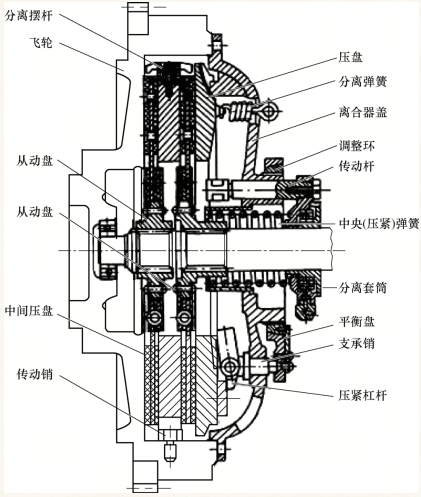 分离摆杆
飞轮
从动盘
从动盘
中间压盘
传动销
压盘
分离弹簧
离合器盖
调整环
传动杆
中央(压紧)弹簧
分离套筒
平衡盘
支承销
压紧杠杆